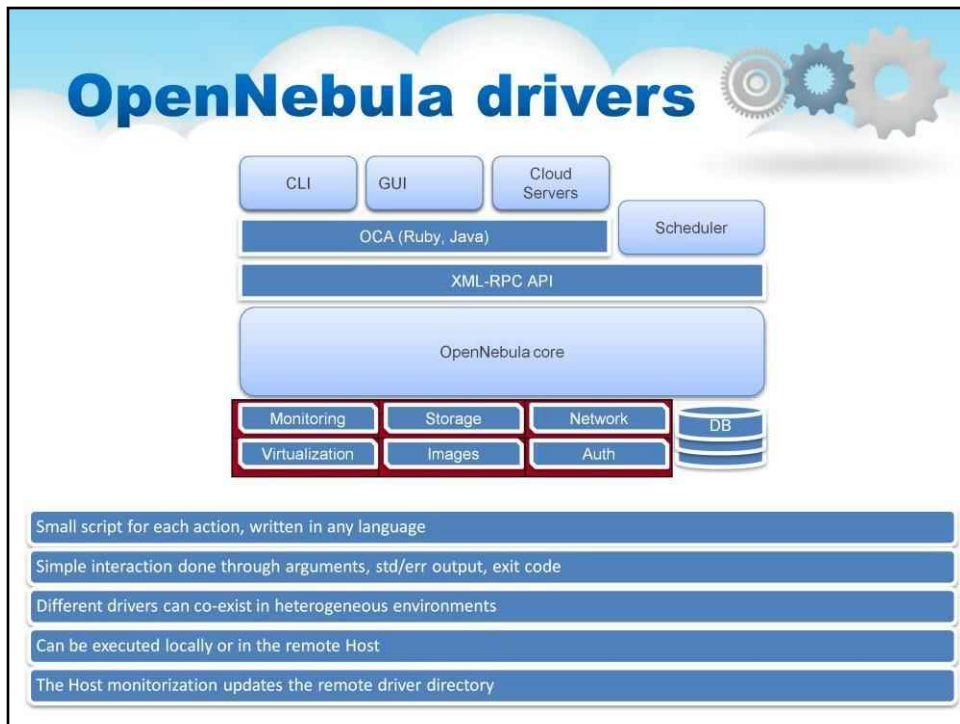 OpenNebula drivers
CLI
GUI
Cloud
Servers
Scheduler
OCA (Ruby, Java)
XML-RPC API
OpenNebula core
Monitoring
Storage
Network
DB
Virtualization
Images
Auth
Small script for each action, written in any language
Simple interaction done through arguments, std/err output, exit code
Different drivers can co-exist in heterogeneous environments
Can be executed locally or in the remote Host
The Host monitorization updates the remote driver directory